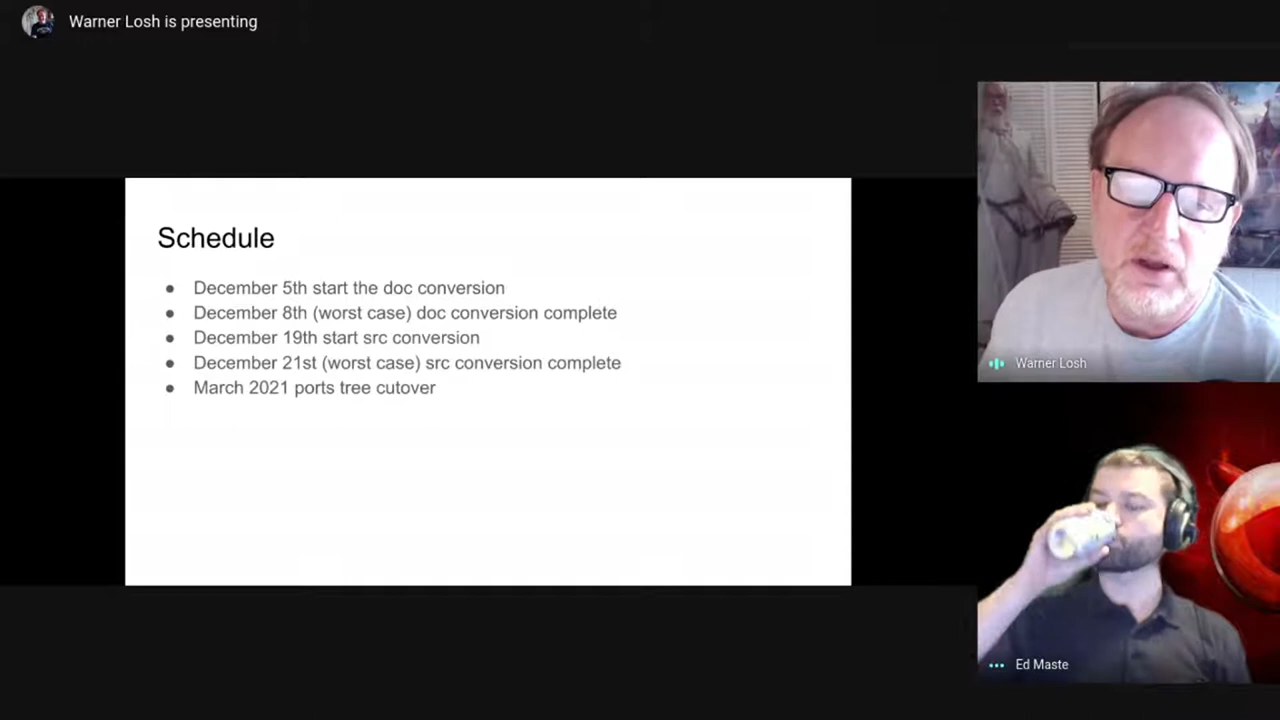 Warner Losh is presenting
Schedule
● December 5th start the doc conversion
● December 8th (worst case) doc conversion complete
● December 19th start src conversion
● December 21st (worst case) src conversion complete
● March 2021 ports tree cutover
Warner Losh
Ed Maste